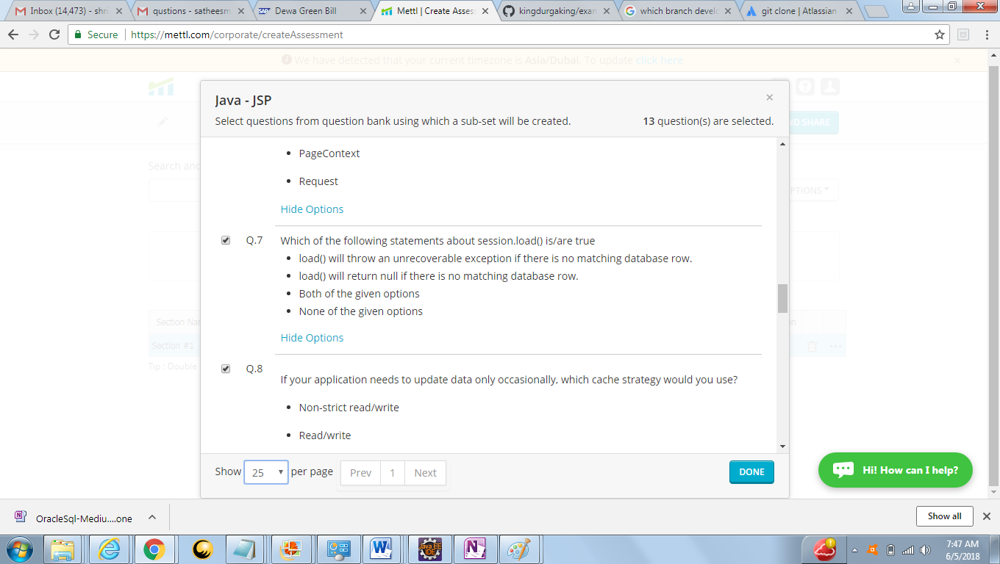 Inbox (14,473) - shri
qustions - satheesm
Dewa Green Bill
Mettl | Create Asses
kingdurgaking/exan
which branch devel
git clone | Atlassian
Secure
https://mettl.com/corporate/createAssessment
We have detected that your current timezone is Asia/Dubai. To update click here
Java - JSP
Select questions from question bank using which a sub-set will be created.
13 question(s) are selected.
ND SHARE
Search and
PTIONS
PageContext
Request
Hide Options
Q.7
Which of the following statements about session.load() is/are true
load() will throw an unrecoverable exception if there is no matching database row.
load() will return null if there is no matching database row.
Both of the given options
None of the given options
Hide Options
Section Nar
Section #1
Tip : Double
Q.8
If your application needs to update data only occasionally, which cache strategy would you use?
Non-strict read/write
Read/write
Show 25 per page
Prev 1 Next
DONE
Hi! How can I help?
OracleSql-Mediu....one
Show all
Java EE
IDE
7:47 AM
6/5/2018